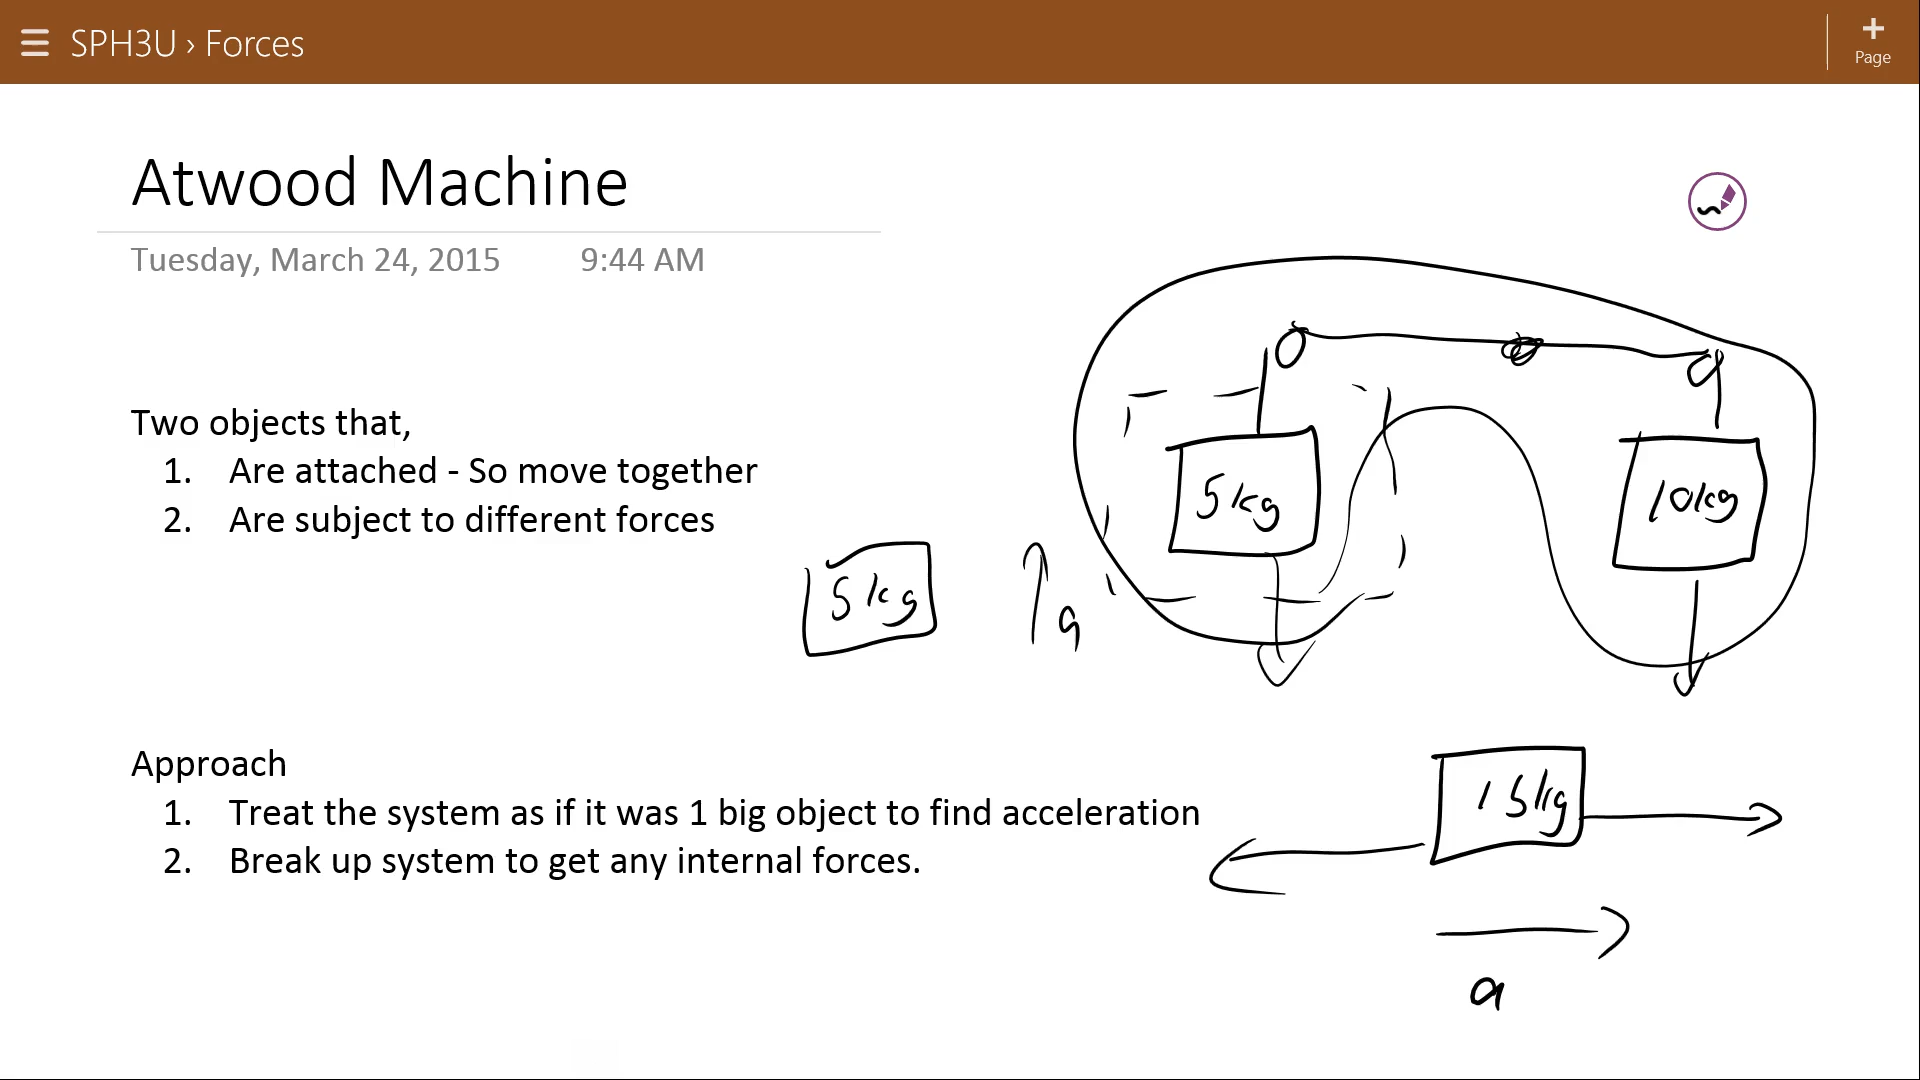 SPH3U › Forces
Page
Atwood Machine
Tuesday, March 24, 2015 9:44 AM
Two objects that,
1. Are attached - So move together
2. Are subject to different forces
5kg
10kg
5kg
a
Approach
1. Treat the system as if it was 1 big object to find acceleration
2. Break up system to get any internal forces.
15kg
a